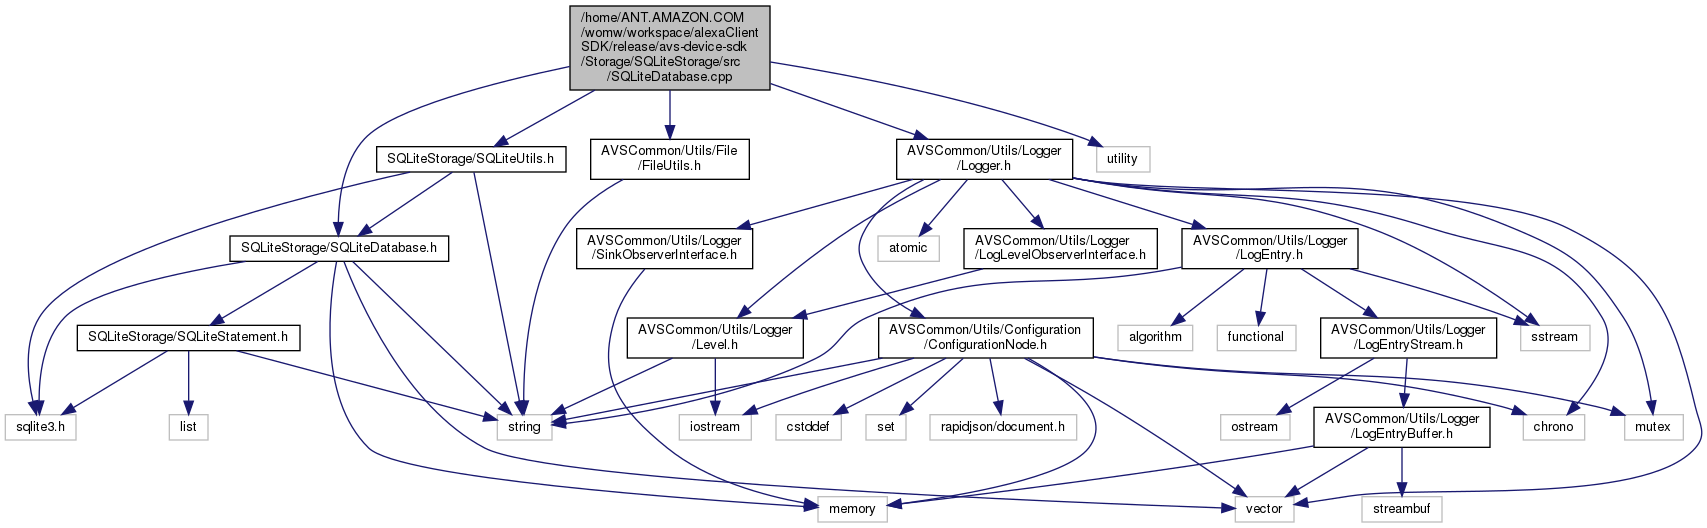 /home/ANT.AMAZON.COM
/womw/workspace/alexaClient
SDK/release/avs-device-sdk
/Storage/SQLiteStorage/src
/SQLiteDatabase.cpp
SQLiteStorage/SQLiteUtils.h
AVSCommon/Utils/File
/FileUtils.h
AVSCommon/Utils/Logger
/Logger.h
utility
SQLiteStorage/SQLiteDatabase.h
AVSCommon/Utils/Logger
/SinkObserverInterface.h
atomic
AVSCommon/Utils/Logger
/LogLevelObserverInterface.h
AVSCommon/Utils/Logger
/LogEntry.h
SQLiteStorage/SQLiteStatement.h
AVSCommon/Utils/Logger
/Level.h
AVSCommon/Utils/Configuration
/ConfigurationNode.h
algorithm
functional
AVSCommon/Utils/Logger
/LogEntryStream.h
sstream
sqlite3.h
list
string
iostream
cstddef
set
rapidjson/document.h
ostream
AVSCommon/Utils/Logger
/LogEntryBuffer.h
chrono
mutex
memory
vector
streambuf